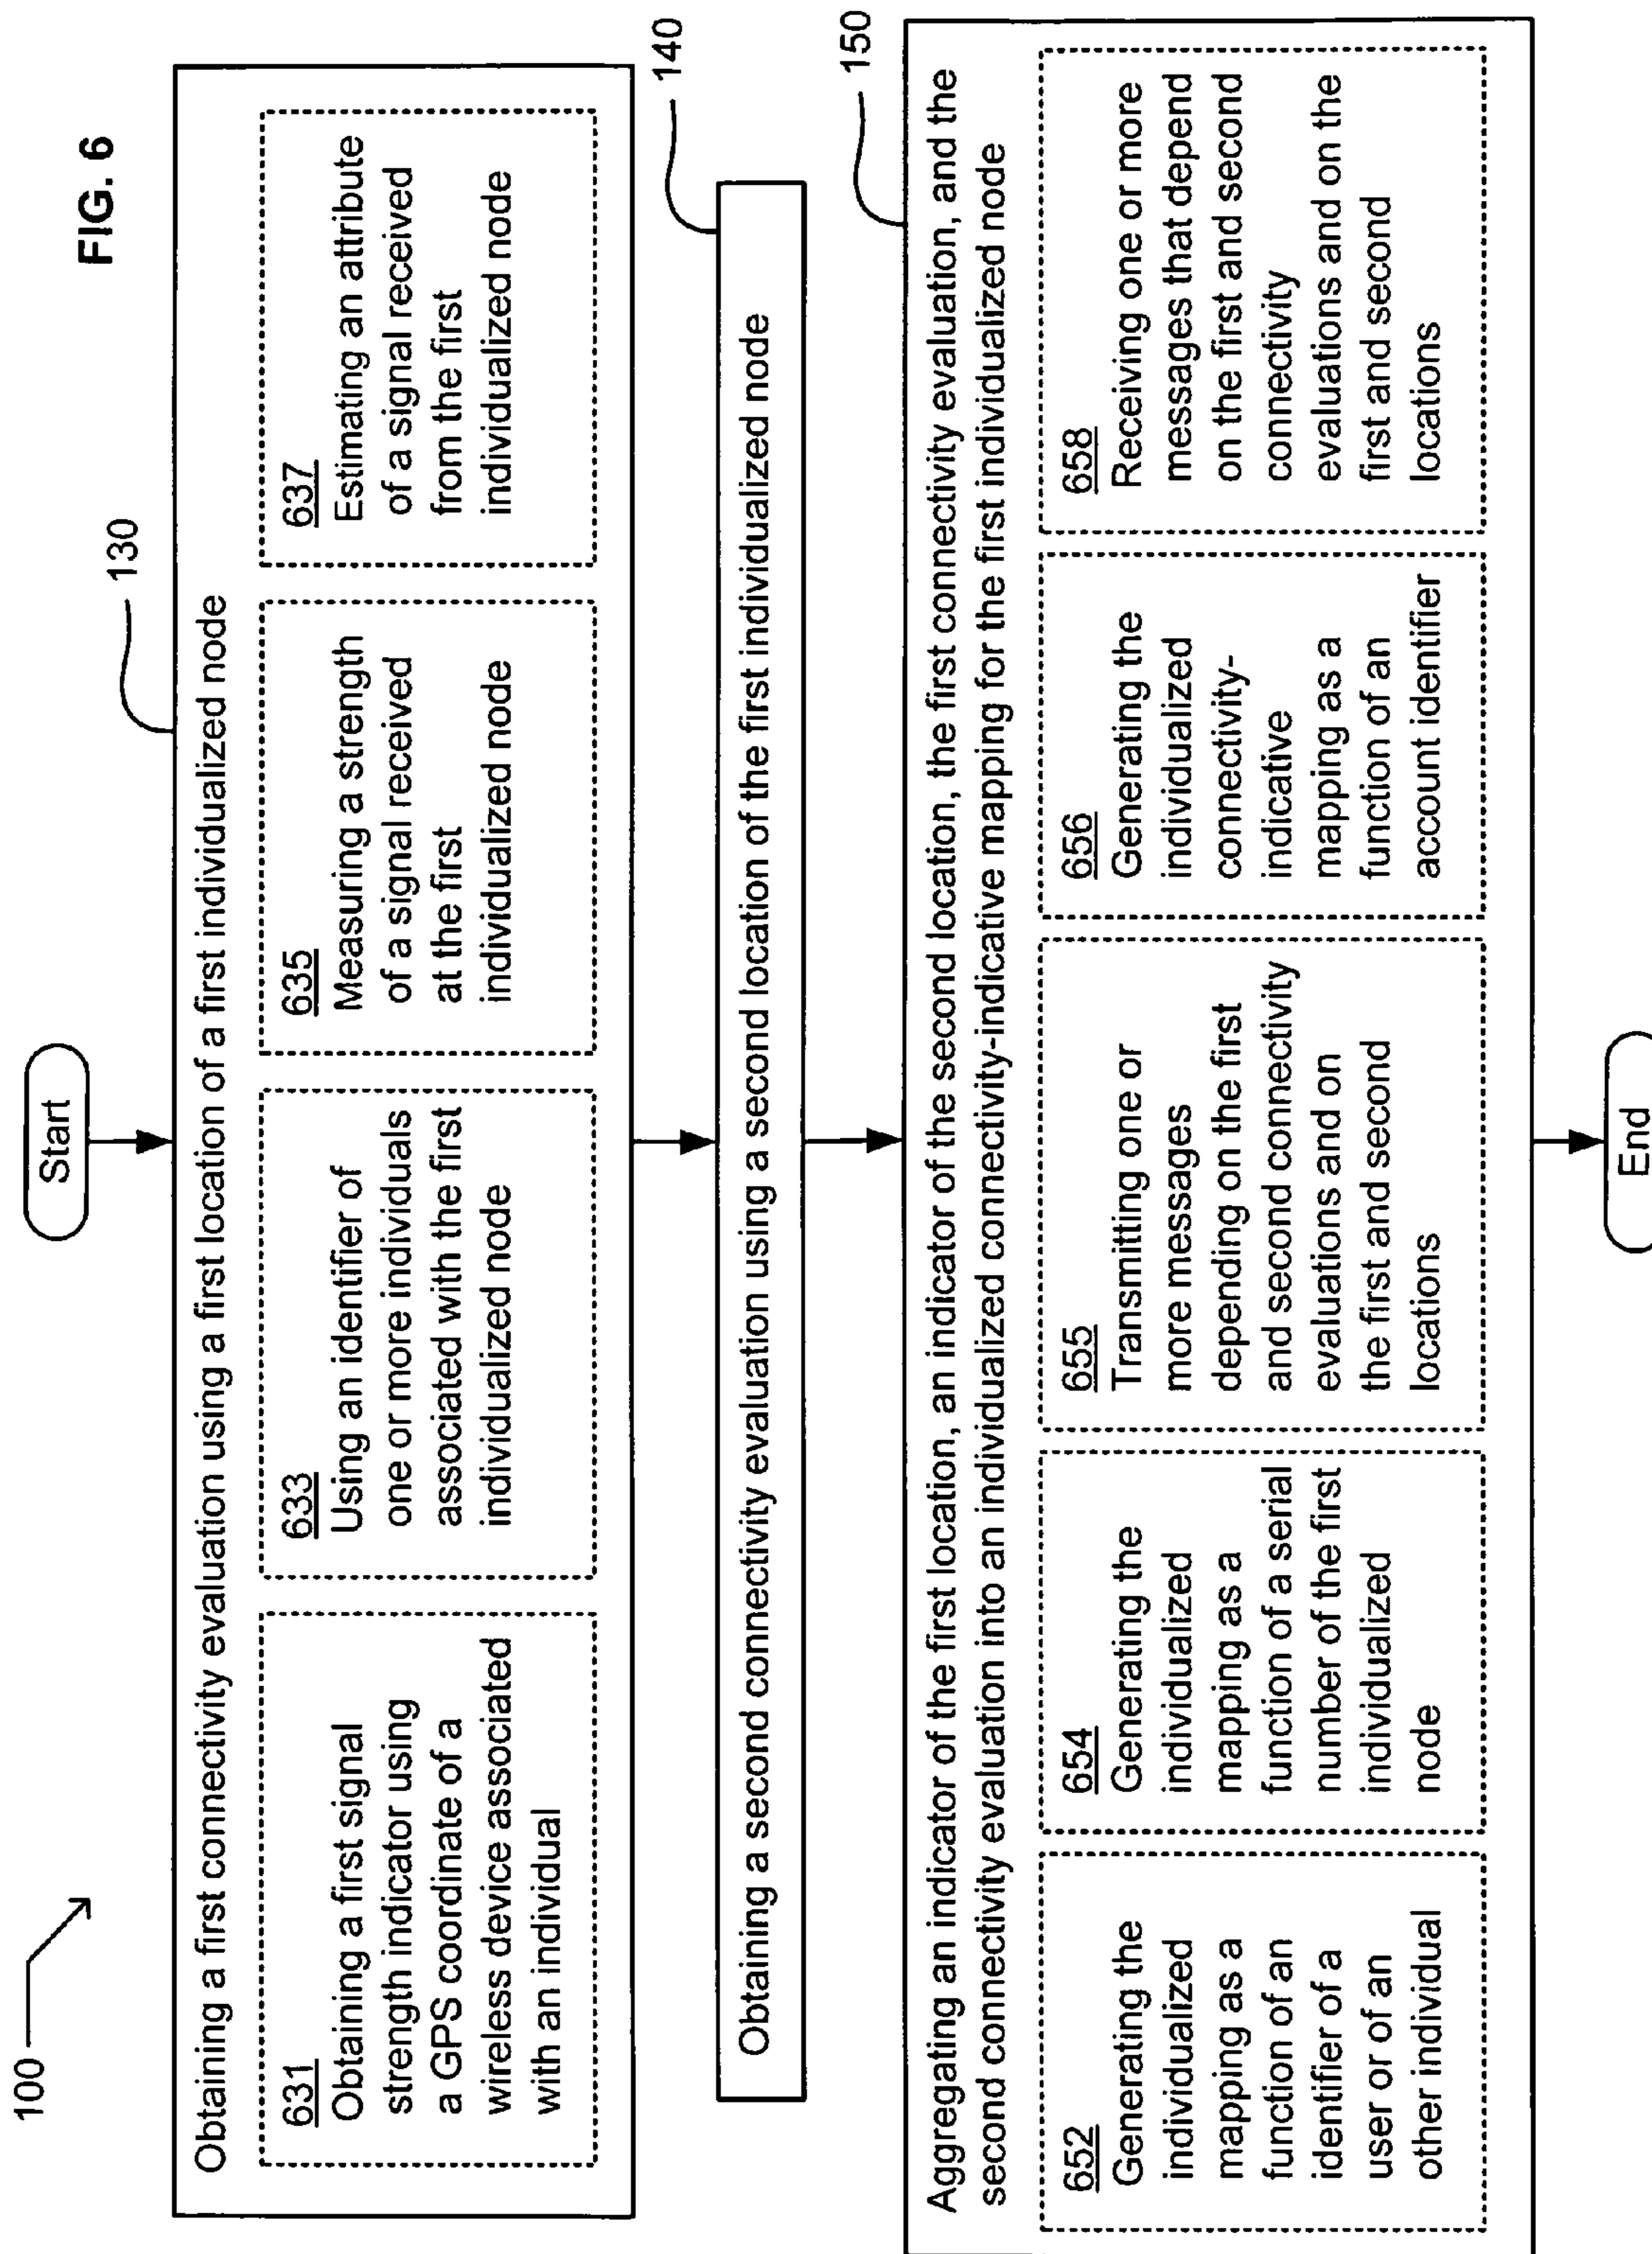 FIG. 6
100
Start
130
Obtaining a first connectivity evaluation using a first location of a first individualized node
631
Obtaining a first signal
strength indicator using
a GPS coordinate of a
wireless device associated
with an individual
633
Using an identifier of
one or more individuals
associated with the first
individualized node
635
Measuring a strength
of a signal received
at the first
individualized node
637
Estimating an attribute
of a signal received
from the first
individualized node
140
Obtaining a second connectivity evaluation using a second location of the first individualized node
150
Aggregating an indicator of the first location, an indicator of the second location, the first connectivity evaluation, and the
second connectivity evaluation into an individualized connectivity-indicative mapping for the first individualized node
652
Generating the
individualized
mapping as a
function of an
identifier of a
user or of an
other individual
654
Generating the
individualized
mapping as a
function of a serial
number of the first
individualized
node
655
Transmitting one or
more messages
depending on the first
and second connectivity
evaluations and on
the first and second
locations
656
Generating the
individualized
connectivity-
indicative
mapping as a
function of an
account identifier
658
Receiving one or more
messages that depend
on the first and second
connectivity
evaluations and on the
first and second
locations
End